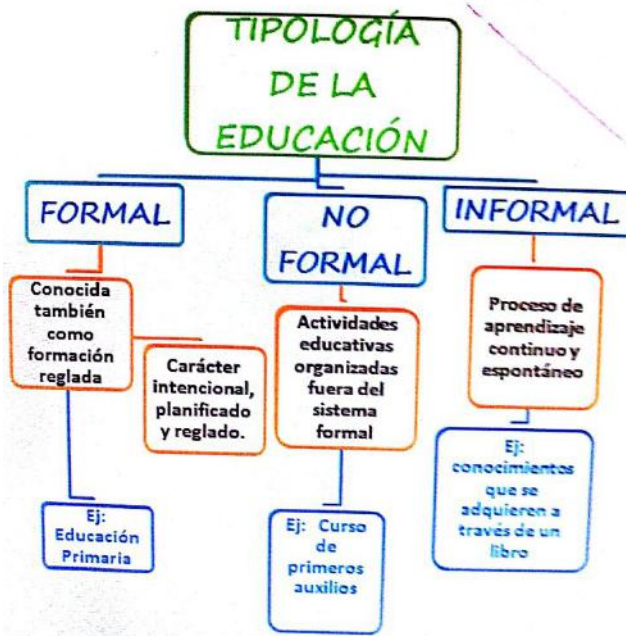 TIPOLOGÍA
DE LA
EDUCACIÓN
FORMAL
NO
FORMAL
INFORMAL
Conocida
también
como
formación
reglada
Carácter
intencional,
planificado
y reglado.
Actividades
educativas
organizadas
fuera del
sistema
formal
Proceso de
aprendizaje
continuo y
espontáneo
Ej:
Educación
Primaria
Ej: Curso
de
primeros
auxilios
Ej:
conocimientos
que se
adquieren a
través de un
libro